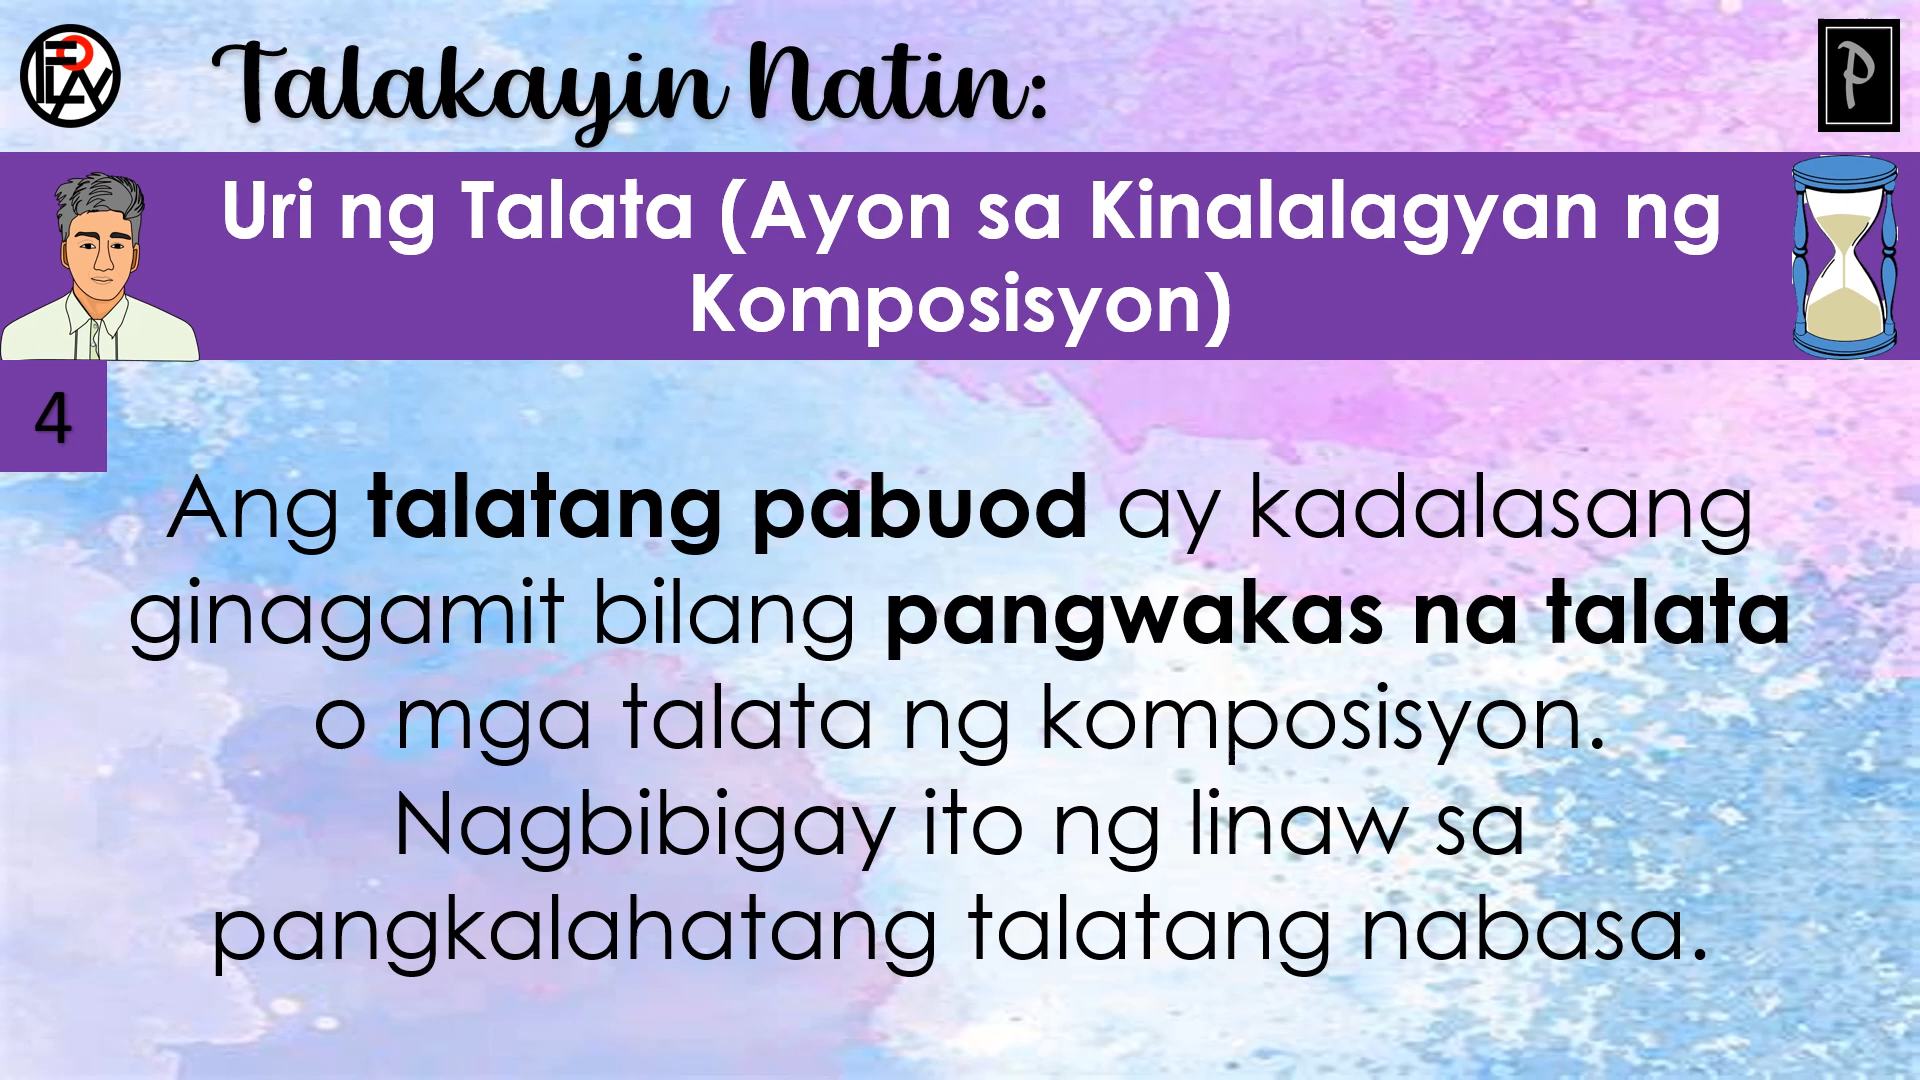 Talakayin Natin:
P
Uri ng Talata (Ayon sa Kinalalagyan ng
Komposisyon)
4
Ang talatang pabuod ay kadalasang
ginagamit bilang pangwakas na talata
o mga talata ng komposisyon.
Nagbibigay ito ng linaw sa
pangkalahatang talatang nabasa.